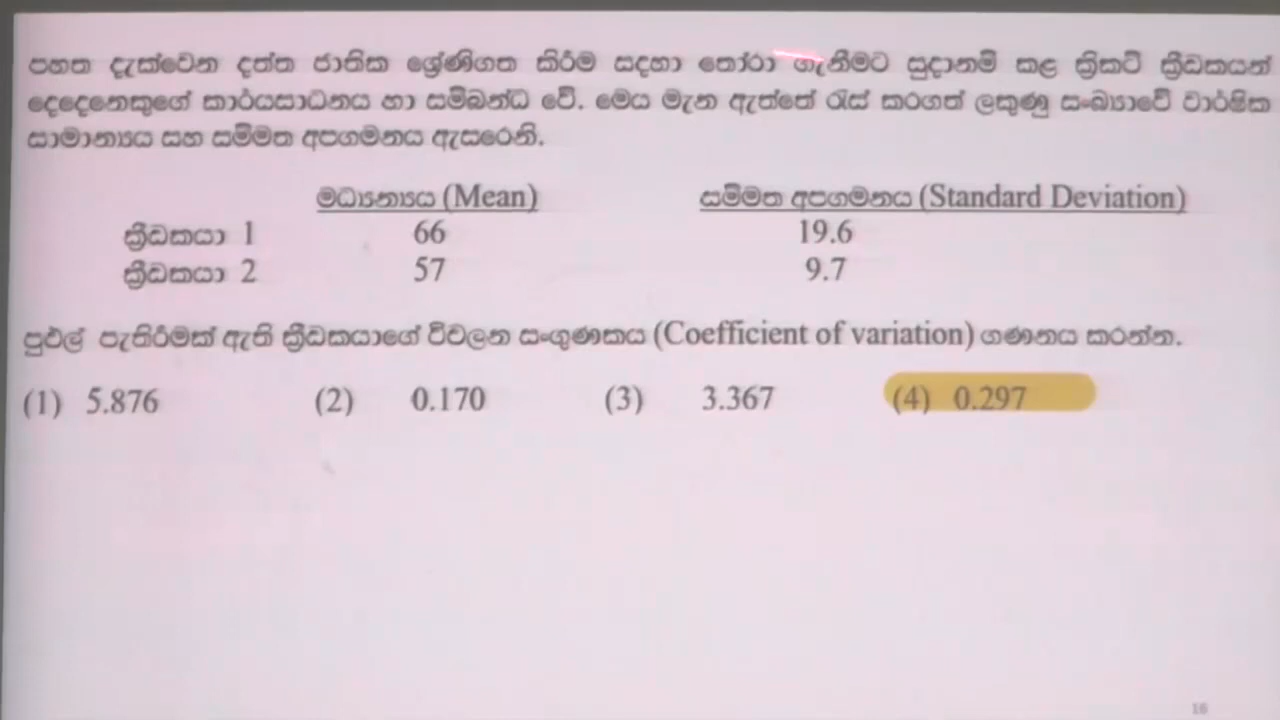 පහත දැක්වෙන දත්ත ජාතික ශ්‍රේණිගත කිරීම සඳහා තෝරා ගැනීමට සූදානම් කළ ක්‍රිකට් ක්‍රීඩකයන්
දෙදෙනෙකුගේ කාර්යසාධනය හා සම්බන්ධ වේ. මෙය මැන ඇත්තේ රැස් කරගත් ලකුණු සංඛ්‍යාවේ වාර්ෂික
සාමාන්‍යය සහ සම්මත අපගමනය ඇසරෙනි.
මධ්‍යන්‍යය (Mean) සම්මත අපගමනය (Standard Deviation)
ක්‍රීඩකයා 1 66 19.6
ක්‍රීඩකයා 2 57 9.7
පුළුල් පැතිරීමක් ඇති ක්‍රීඩකයාගේ විචලන සංගුණකය (Coefficient of variation) ගණනය කරන්න.
(1) 5.876 (2) 0.170 (3) 3.367 (4) 0.297
16